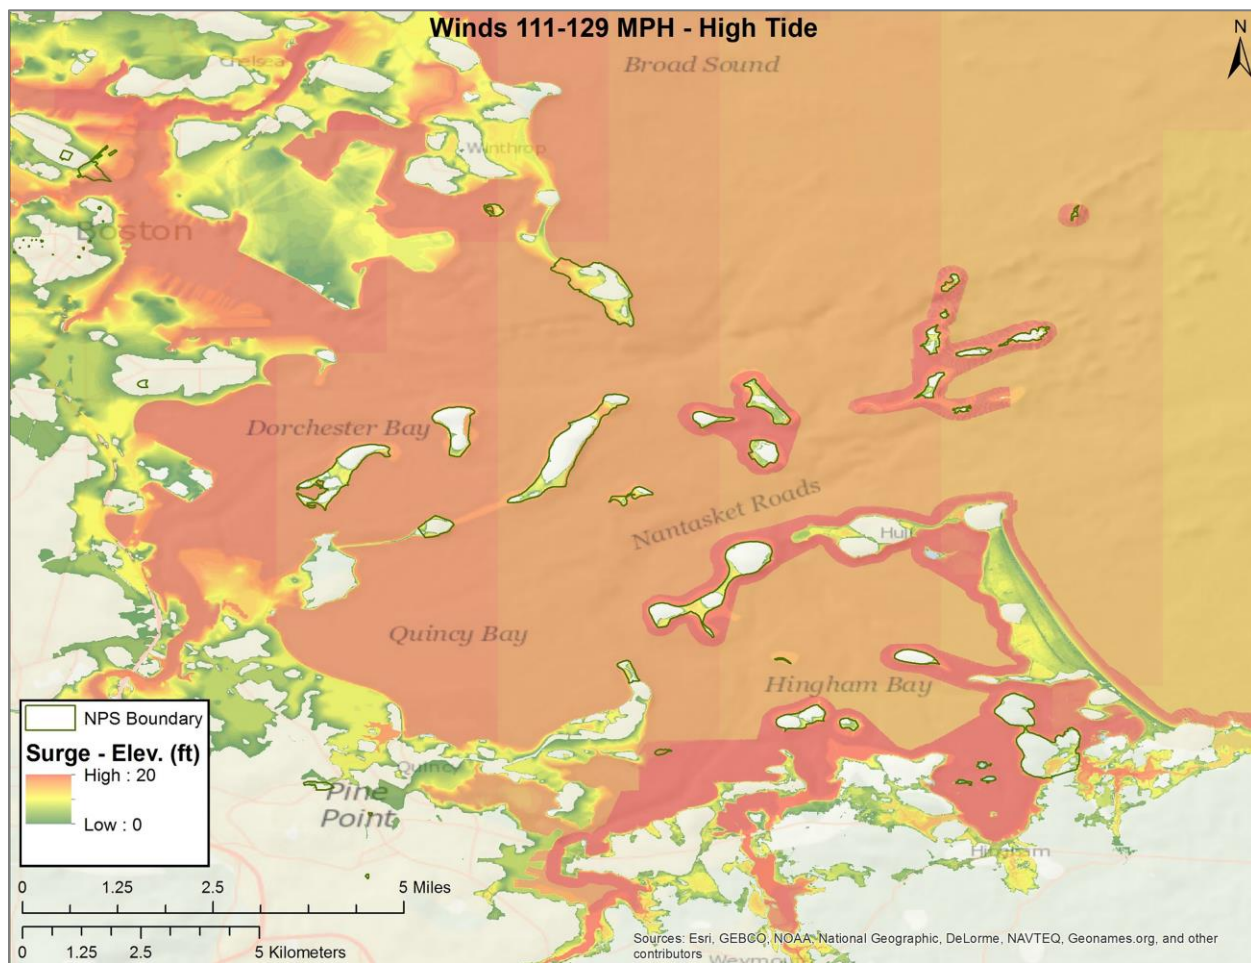 Winds 111-129 MPH - High Tide
N
Broad Sound
Chelsea
Winthrop
Boston
Dorchester Bay
Nantasket Roads
Hull
Quincy Bay
Hingham Bay
NPS Boundary
Surge - Elev. (ft)
High : 20
Low : 0
Quincy
Pine
Point
Hingham
0 1.25 2.5 5 Miles
0 1.25 2.5 5 Kilometers
Sources: Esri, GEBCO, NOAA, National Geographic, DeLorme, NAVTEQ, Geonames.org, and other
contributors
Weymouth